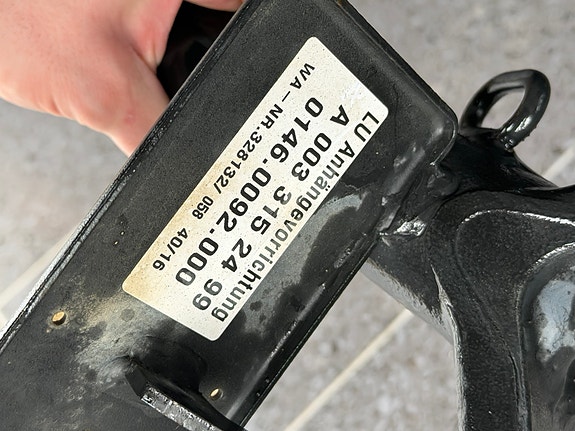 LU Anhängevorrichtung
A 003 315 24 99
0146.0092.000
WA - NR.328132/ 058 40/16